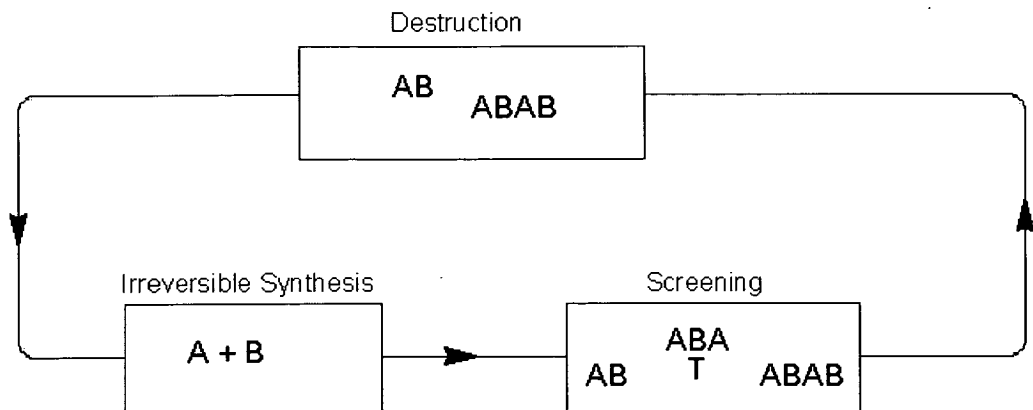 Destruction
AB
ABAB
Irreversible Synthesis
A + B
Screening
ABA
T
AB
ABAB